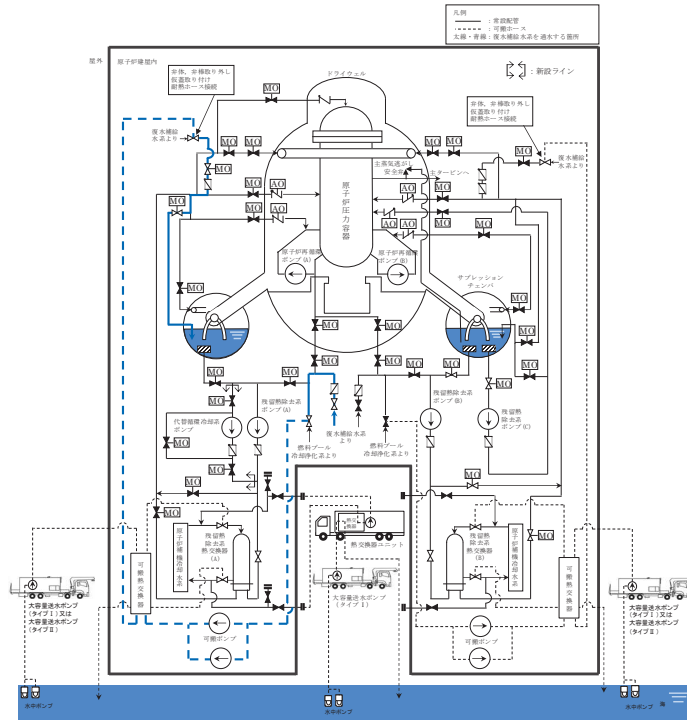 凡例
：常設配管
：可搬ホース
太線・青線：復水補給水系を通水する箇所
：新設ライン
屋外
原子炉建屋内
弁体、弁棒取り外し
仮蓋取り付け
耐熱ホース接続
ドライウェル
弁体、弁棒取り外し
仮蓋取り付け
耐熱ホース接続
MO
MO
MO
MO
MO
MO
MO
復水補給
水系より
復水補給
水系より
主蒸気逃がし
安全弁
主タービンへ
MO
MO
AO
AO
MO
MO
MO
AO
MO
MO
AO
AO
MO
原子炉圧力容器
原子炉再循環
ポンプ(A)
原子炉再循環
ポンプ(B)
サプレッション
チェンバ
MO
MO
MO
MO
MO
MO
MO
MO
MO
MO
MO
MO
MO
MO
代替循環冷却系
ポンプ
残留熱除去系
ポンプ(A)
残留熱除去系
ポンプ(B)
残留熱除去系
ポンプ(C)
復水補給水系
より
燃料プール
冷却浄化系より
燃料プール
冷却浄化系より
MO
MO
MO
MO
MO
MO
MO
熱交換器ユニット
原子炉補機冷却水系
残留熱
除去系
熱交換器
(A)
残留熱
除去系
熱交換器
(B)
原子炉補機冷却水系
可搬熱交換器
可搬熱交換器
大容量送水ポンプ
(タイプⅠ)又は
大容量送水ポンプ
(タイプⅡ)
大容量送水ポンプ
(タイプⅠ)
大容量送水ポンプ
(タイプⅠ)又は
大容量送水ポンプ
(タイプⅡ)
可搬ポンプ
可搬ポンプ
水中ポンプ
水中ポンプ
水中ポンプ
海